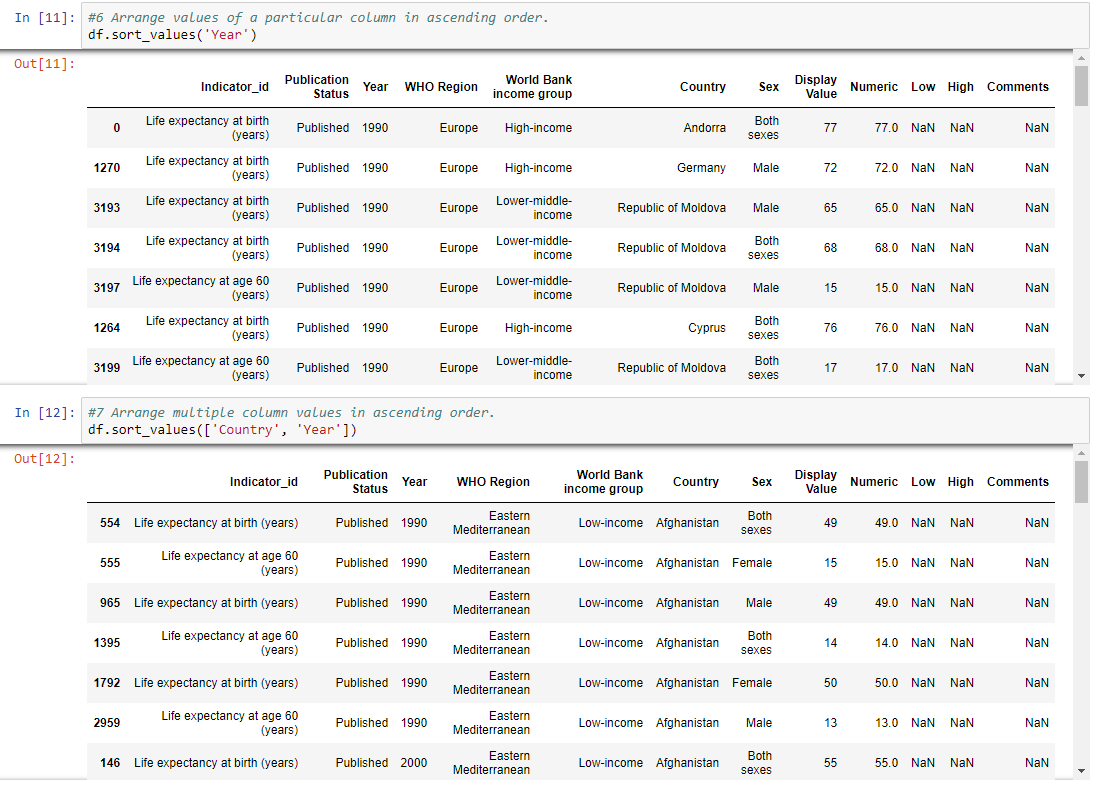 In [11]: #6 Arrange values of a particular column in ascending order.
df.sort_values('Year')
Out[11]:
Indicator_id Publication Status Year WHO Region World Bank income group Country Sex Display Value Numeric Low High Comments
0 Life expectancy at birth (years) Published 1990 Europe High-income Andorra Both sexes 77 77.0 NaN NaN NaN
1270 Life expectancy at birth (years) Published 1990 Europe High-income Germany Male 72 72.0 NaN NaN NaN
3193 Life expectancy at birth (years) Published 1990 Europe Lower-middle-income Republic of Moldova Male 65 65.0 NaN NaN NaN
3194 Life expectancy at birth (years) Published 1990 Europe Lower-middle-income Republic of Moldova Both sexes 68 68.0 NaN NaN NaN
3197 Life expectancy at age 60 (years) Published 1990 Europe Lower-middle-income Republic of Moldova Male 15 15.0 NaN NaN NaN
1264 Life expectancy at birth (years) Published 1990 Europe High-income Cyprus Both sexes 76 76.0 NaN NaN NaN
3199 Life expectancy at age 60 (years) Published 1990 Europe Lower-middle-income Republic of Moldova Both sexes 17 17.0 NaN NaN NaN
In [12]: #7 Arrange multiple column values in ascending order.
df.sort_values(['Country', 'Year'])
Out[12]:
Indicator_id Publication Status Year WHO Region World Bank income group Country Sex Display Value Numeric Low High Comments
554 Life expectancy at birth (years) Published 1990 Eastern Mediterranean Low-income Afghanistan Both sexes 49 49.0 NaN NaN NaN
555 Life expectancy at age 60 (years) Published 1990 Eastern Mediterranean Low-income Afghanistan Female 15 15.0 NaN NaN NaN
965 Life expectancy at birth (years) Published 1990 Eastern Mediterranean Low-income Afghanistan Male 49 49.0 NaN NaN NaN
1395 Life expectancy at age 60 (years) Published 1990 Eastern Mediterranean Low-income Afghanistan Both sexes 14 14.0 NaN NaN NaN
1792 Life expectancy at birth (years) Published 1990 Eastern Mediterranean Low-income Afghanistan Female 50 50.0 NaN NaN NaN
2959 Life expectancy at age 60 (years) Published 1990 Eastern Mediterranean Low-income Afghanistan Male 13 13.0 NaN NaN NaN
146 Life expectancy at birth (years) Published 2000 Eastern Mediterranean Low-income Afghanistan Both sexes 55 55.0 NaN NaN NaN